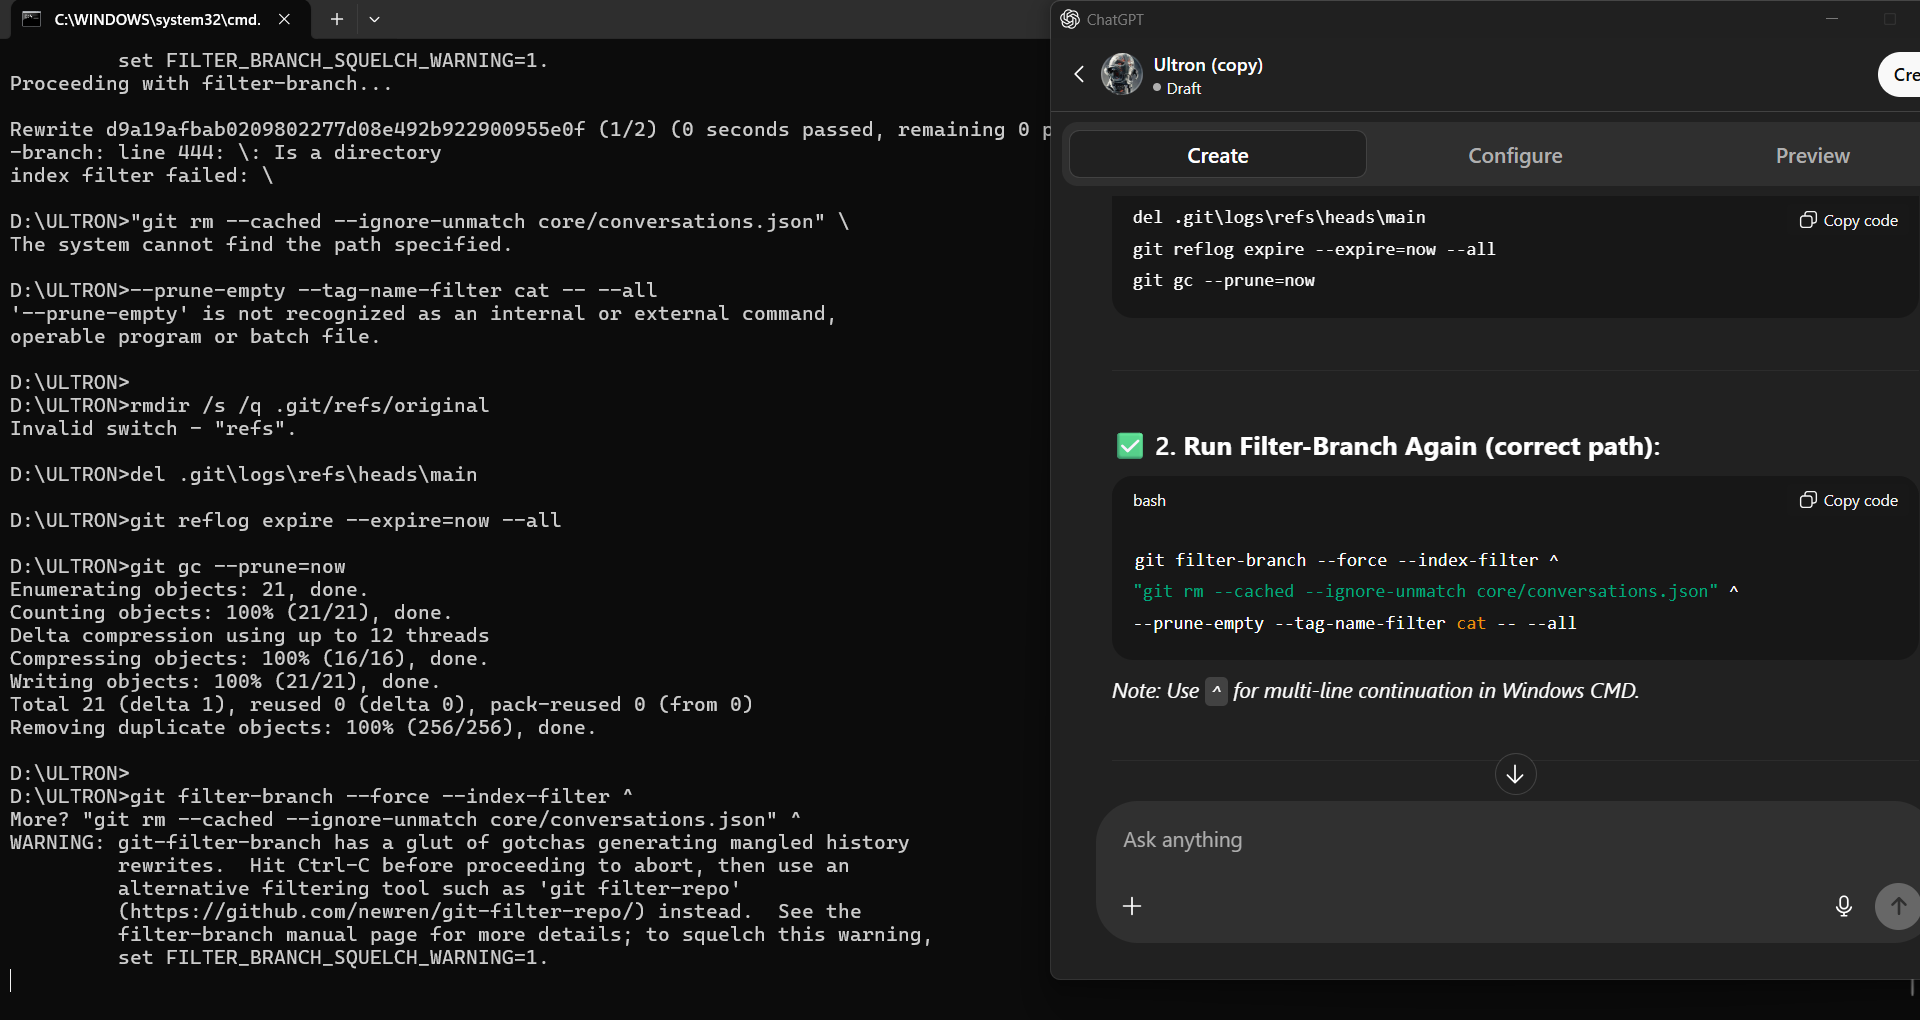 C:\WINDOWS\system32\cmd.
set FILTER_BRANCH_SQUELCH_WARNING=1.
Proceeding with filter-branch...
Rewrite d9a19afbab0209802277d08e492b922900955e0f (1/2) (0 seconds passed, remaining 0 p
-branch: line 444: \: Is a directory
index filter failed: \
D:\ULTRON>"git rm --cached --ignore-unmatch core/conversations.json" \
The system cannot find the path specified.
D:\ULTRON>--prune-empty --tag-name-filter cat -- --all
'--prune-empty' is not recognized as an internal or external command,
operable program or batch file.
D:\ULTRON>
D:\ULTRON>rmdir /s /q .git/refs/original
Invalid switch - "refs".
D:\ULTRON>del .git\logs\refs\heads\main
D:\ULTRON>git reflog expire --expire=now --all
D:\ULTRON>git gc --prune=now
Enumerating objects: 21, done.
Counting objects: 100% (21/21), done.
Delta compression using up to 12 threads
Compressing objects: 100% (16/16), done.
Writing objects: 100% (21/21), done.
Total 21 (delta 1), reused 0 (delta 0), pack-reused 0 (from 0)
Removing duplicate objects: 100% (256/256), done.
D:\ULTRON>
D:\ULTRON>git filter-branch --force --index-filter ^
More? "git rm --cached --ignore-unmatch core/conversations.json" ^
WARNING: git-filter-branch has a glut of gotchas generating mangled history
rewrites.  Hit Ctrl-C before proceeding to abort, then use an
alternative filtering tool such as 'git filter-repo'
(https://github.com/newren/git-filter-repo/) instead.  See the
filter-branch manual page for more details; to squelch this warning,
set FILTER_BRANCH_SQUELCH_WARNING=1.
ChatGPT
Ultron (copy)
Draft
Cre
Create
Configure
Preview
del .git\logs\refs\heads\main
Copy code
git reflog expire --expire=now --all
git gc --prune=now
✅ 2. Run Filter-Branch Again (correct path):
bash
Copy code
git filter-branch --force --index-filter ^
"git rm --cached --ignore-unmatch core/conversations.json" ^
--prune-empty --tag-name-filter cat -- --all
Note: Use ^ for multi-line continuation in Windows CMD.
Ask anything